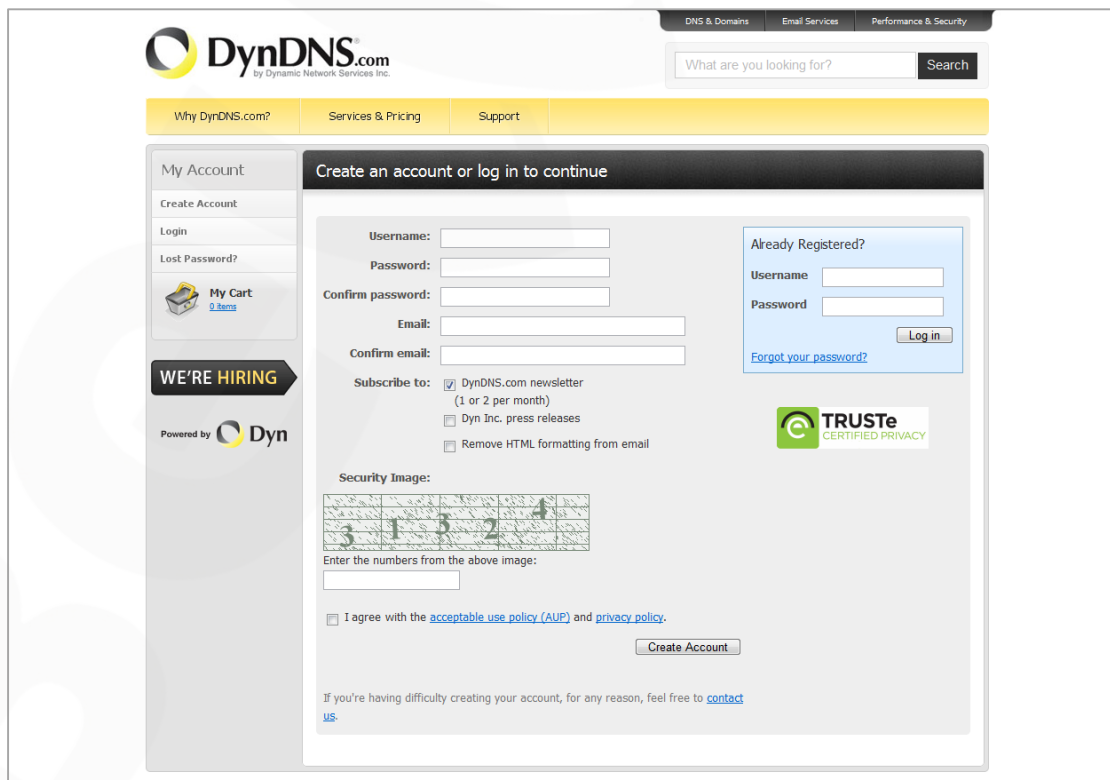 DNS & Domains Email Services Performance & Security
DynDNS.com
by Dynamic Network Services Inc.
What are you looking for? Search
Why DynDNS.com? Services & Pricing Support
My Account
Create Account
Login
Lost Password?
My Cart
0 items
WE'RE HIRING
Powered by Dyn
Create an account or log in to continue
Username:
Password:
Confirm password:
Email:
Confirm email:
Subscribe to: DynDNS.com newsletter
(1 or 2 per month)
Dyn Inc. press releases
Remove HTML formatting from email
Security Image:
3 1 3 2 4
Enter the numbers from the above image:
I agree with the acceptable use policy (AUP) and privacy policy.
Create Account
If you're having difficulty creating your account, for any reason, feel free to contact
us.
Already Registered?
Username
Password
Log in
Forgot your password?
TRUSTe
CERTIFIED PRIVACY